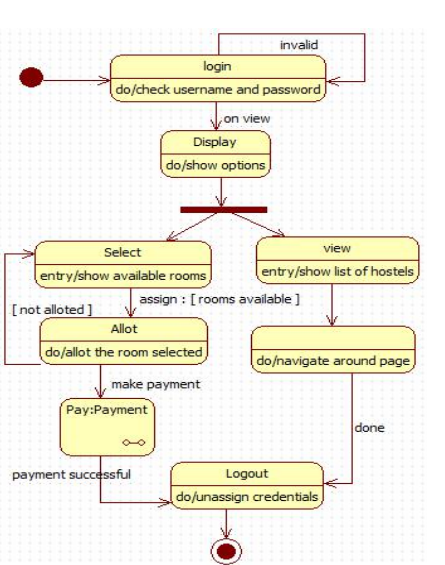 invalid
login
do/check username and password
on view
Display
do/show options
Select
entry/show available rooms
view
entry/show list of hostels
assign : [ rooms available ]
[ not alloted ]
Allot
do/allot the room selected
do/navigate around page
make payment
Pay:Payment
done
payment successful
Logout
do/unassign credentials